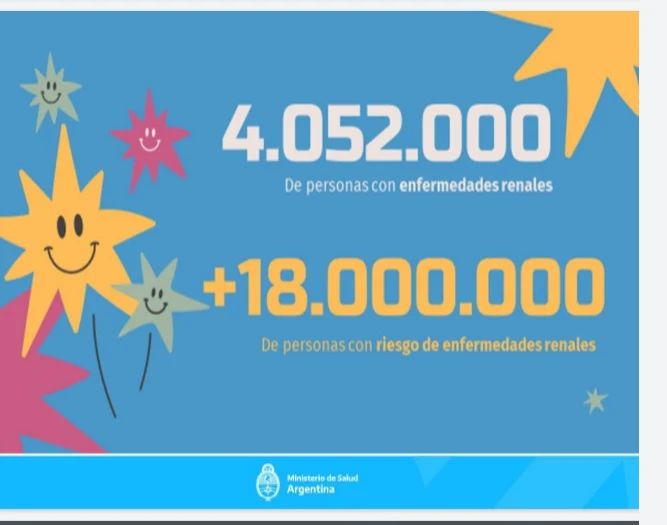 4.052.000
De personas con enfermedades renales
+18.000.000
De personas con riesgo de enfermedades renales
Ministerio de Salud
Argentina